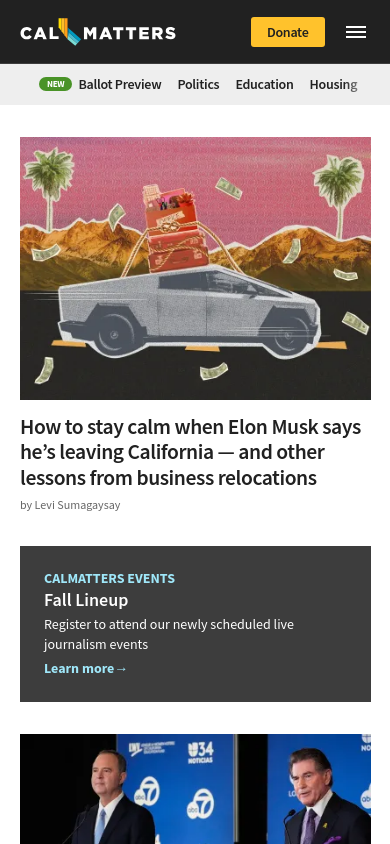 CAL MATTERS
Donate
NEW Ballot Preview Politics Education Housing
How to stay calm when Elon Musk says
he’s leaving California — and other
lessons from business relocations
by Levi Sumagaysay
CALMATTERS EVENTS
Fall Lineup
Register to attend our newly scheduled live
journalism events
Learn more→
34
NOTICIAS
abc 7